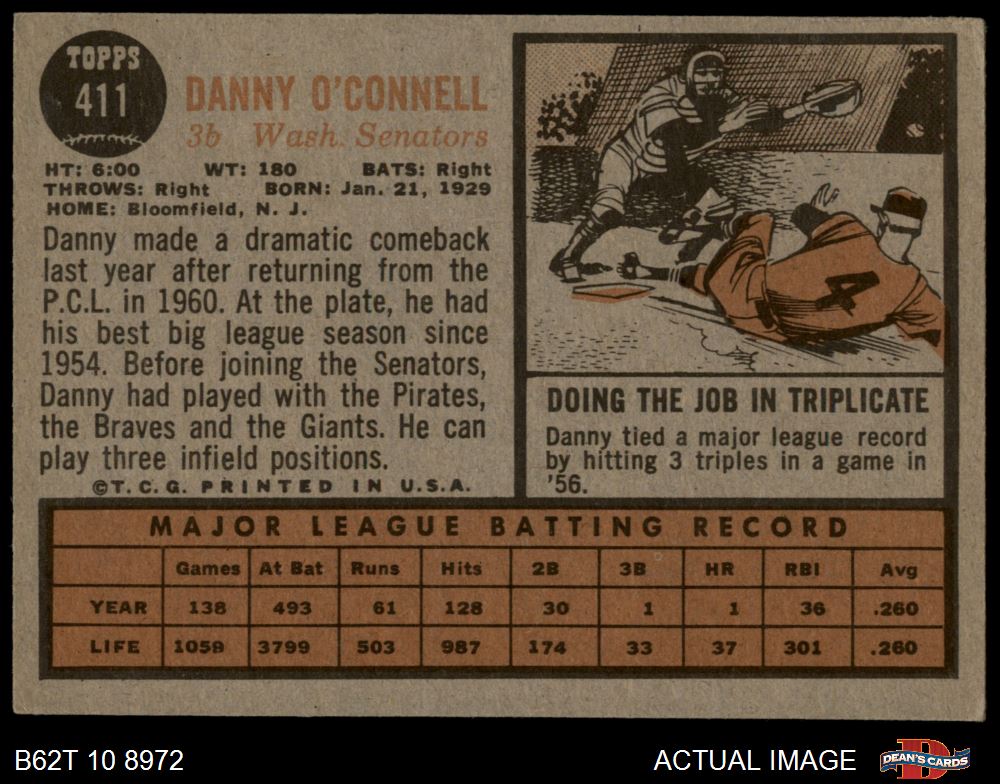 TOPPS
411
DANNY O'CONNELL
3b Wash. Senators
HT: 6:00 WT: 180 BATS: Right
THROWS: Right BORN: Jan. 21, 1929
HOME: Bloomfield, N. J.
Danny made a dramatic comeback
last year after returning from the
P.C.L. in 1960. At the plate, he had
his best big league season since
1954. Before joining the Senators,
Danny had played with the Pirates,
the Braves and the Giants. He can
play three infield positions.
©T.C.G. PRINTED IN U.S.A.
4
DOING THE JOB IN TRIPLICATE
Danny tied a major league record
by hitting 3 triples in a game in
'56.
MAJOR LEAGUE BATTING RECORD
Games At Bat Runs Hits 2B 3B HR RBI Avg
YEAR 138 493 61 128 30 1 1 36 .260
LIFE 1059 3799 503 987 174 33 37 301 .260
B62T 10 8972
ACTUAL IMAGE
DEAN'S CARDS